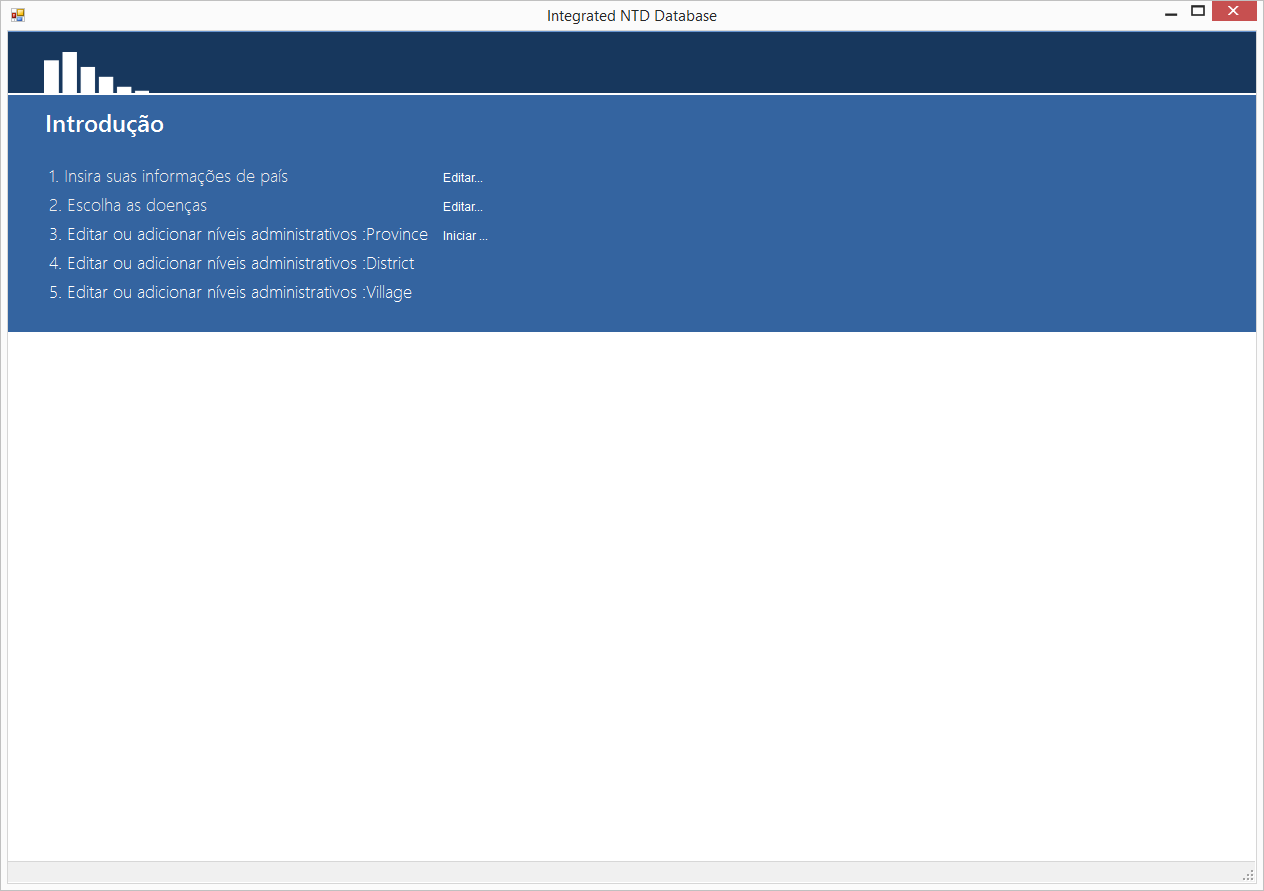 Integrated NTD Database
Introdução
1. Insira suas informações de país Editar...
2. Escolha as doenças Editar...
3. Editar ou adicionar níveis administrativos :Province Iniciar ...
4. Editar ou adicionar níveis administrativos :District
5. Editar ou adicionar níveis administrativos :Village